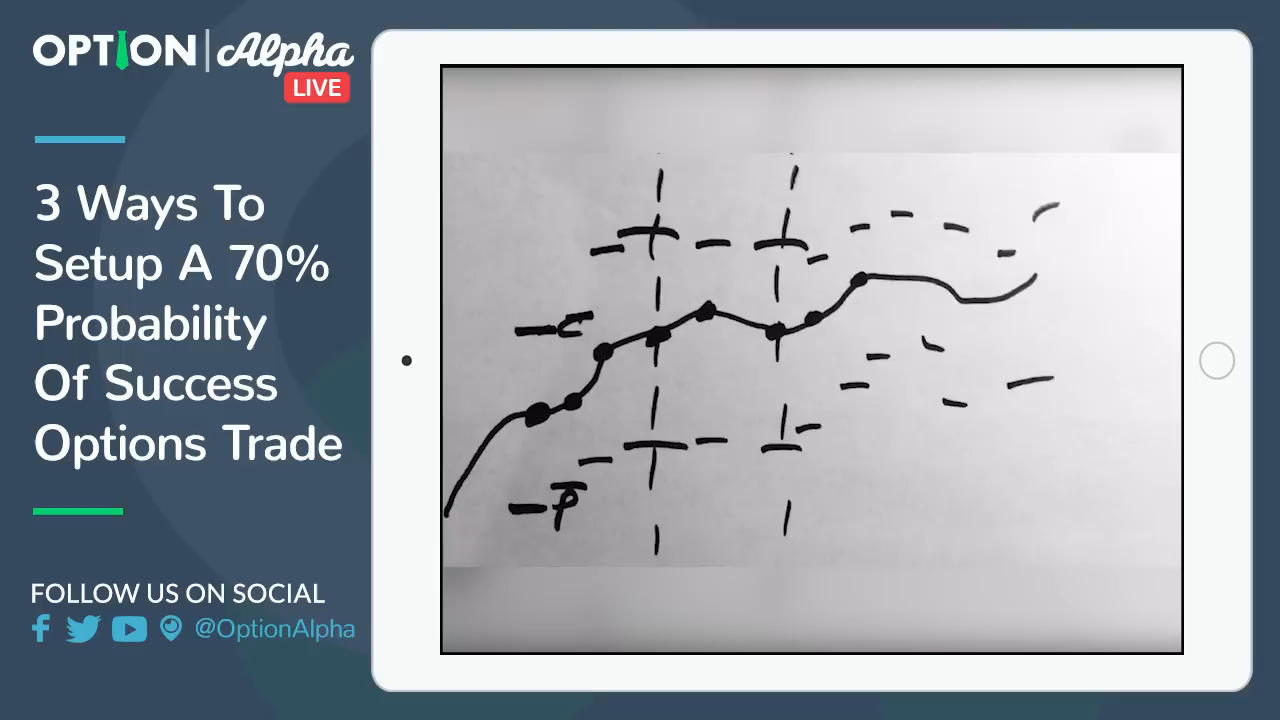 OPTION | Alpha
LIVE
3 Ways To
Setup A 70%
Probability
Of Success
Options Trade
FOLLOW US ON SOCIAL
@OptionAlpha
C
P